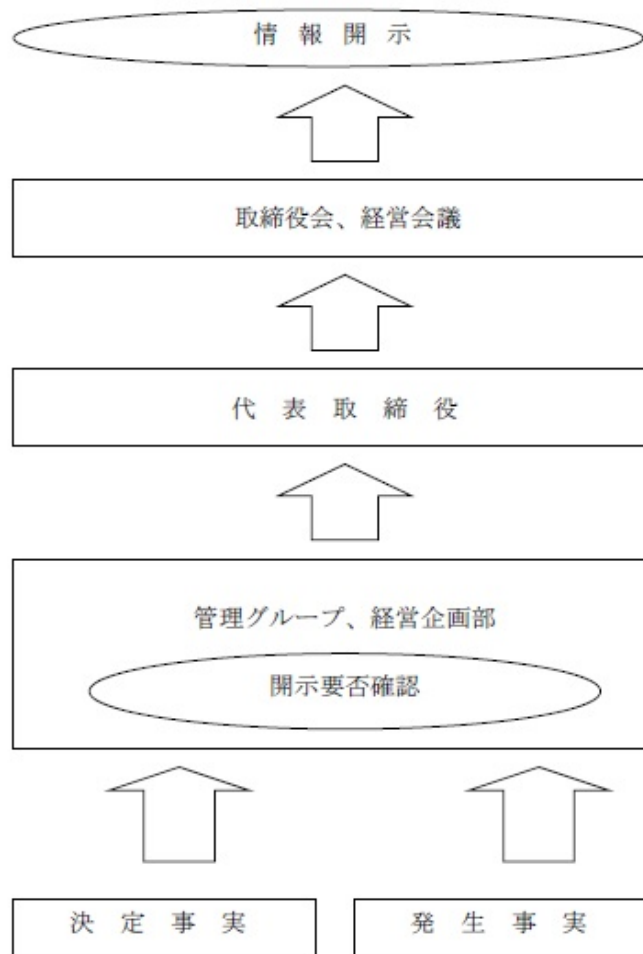 情報開示
取締役会、経営会議
代表取締役
管理グループ、経営企画部
開示要否確認
決定事実
発生事実